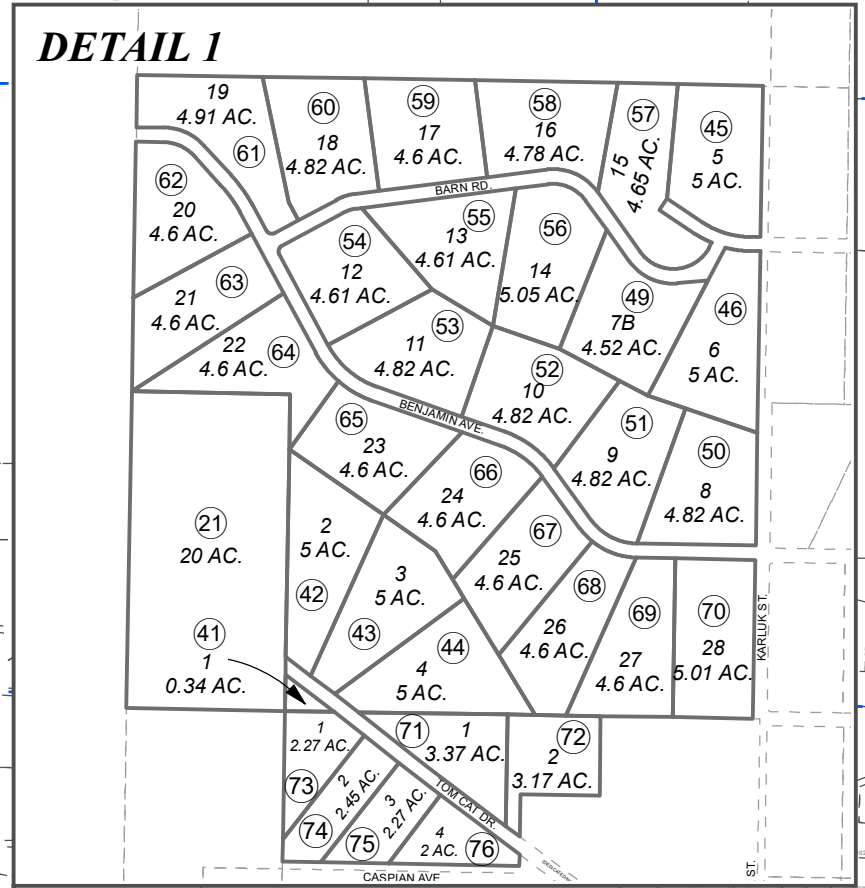 DETAIL 1
19
4.91 AC.
61
60
18
4.82 AC.
59
17
4.6 AC.
58
16
4.78 AC.
57
15
4.65 AC.
45
5
5 AC.
62
20
4.6 AC.
BARN RD.
54
12
4.61 AC.
55
13
4.61 AC.
56
14
5.05 AC.
63
21
4.6 AC.
49
7B
4.52 AC.
46
6
5 AC.
22
4.6 AC.
64
53
11
4.82 AC.
52
10
4.82 AC.
BENJAMIN AVE.
65
23
4.6 AC.
51
9
4.82 AC.
50
8
4.82 AC.
66
24
4.6 AC.
21
20 AC.
2
5 AC.
42
67
25
4.6 AC.
3
5 AC.
43
68
26
4.6 AC.
69
27
4.6 AC.
70
28
5.01 AC.
KARLUK ST.
41
1
0.34 AC.
44
4
5 AC.
1
2.27 AC.
73
71
1
3.37 AC.
72
2
3.17 AC.
2
2.45 AC.
74
3
2.27 AC.
75
TOM CAT DR.
4
2 AC.
76
CASPIAN AVE
ST.